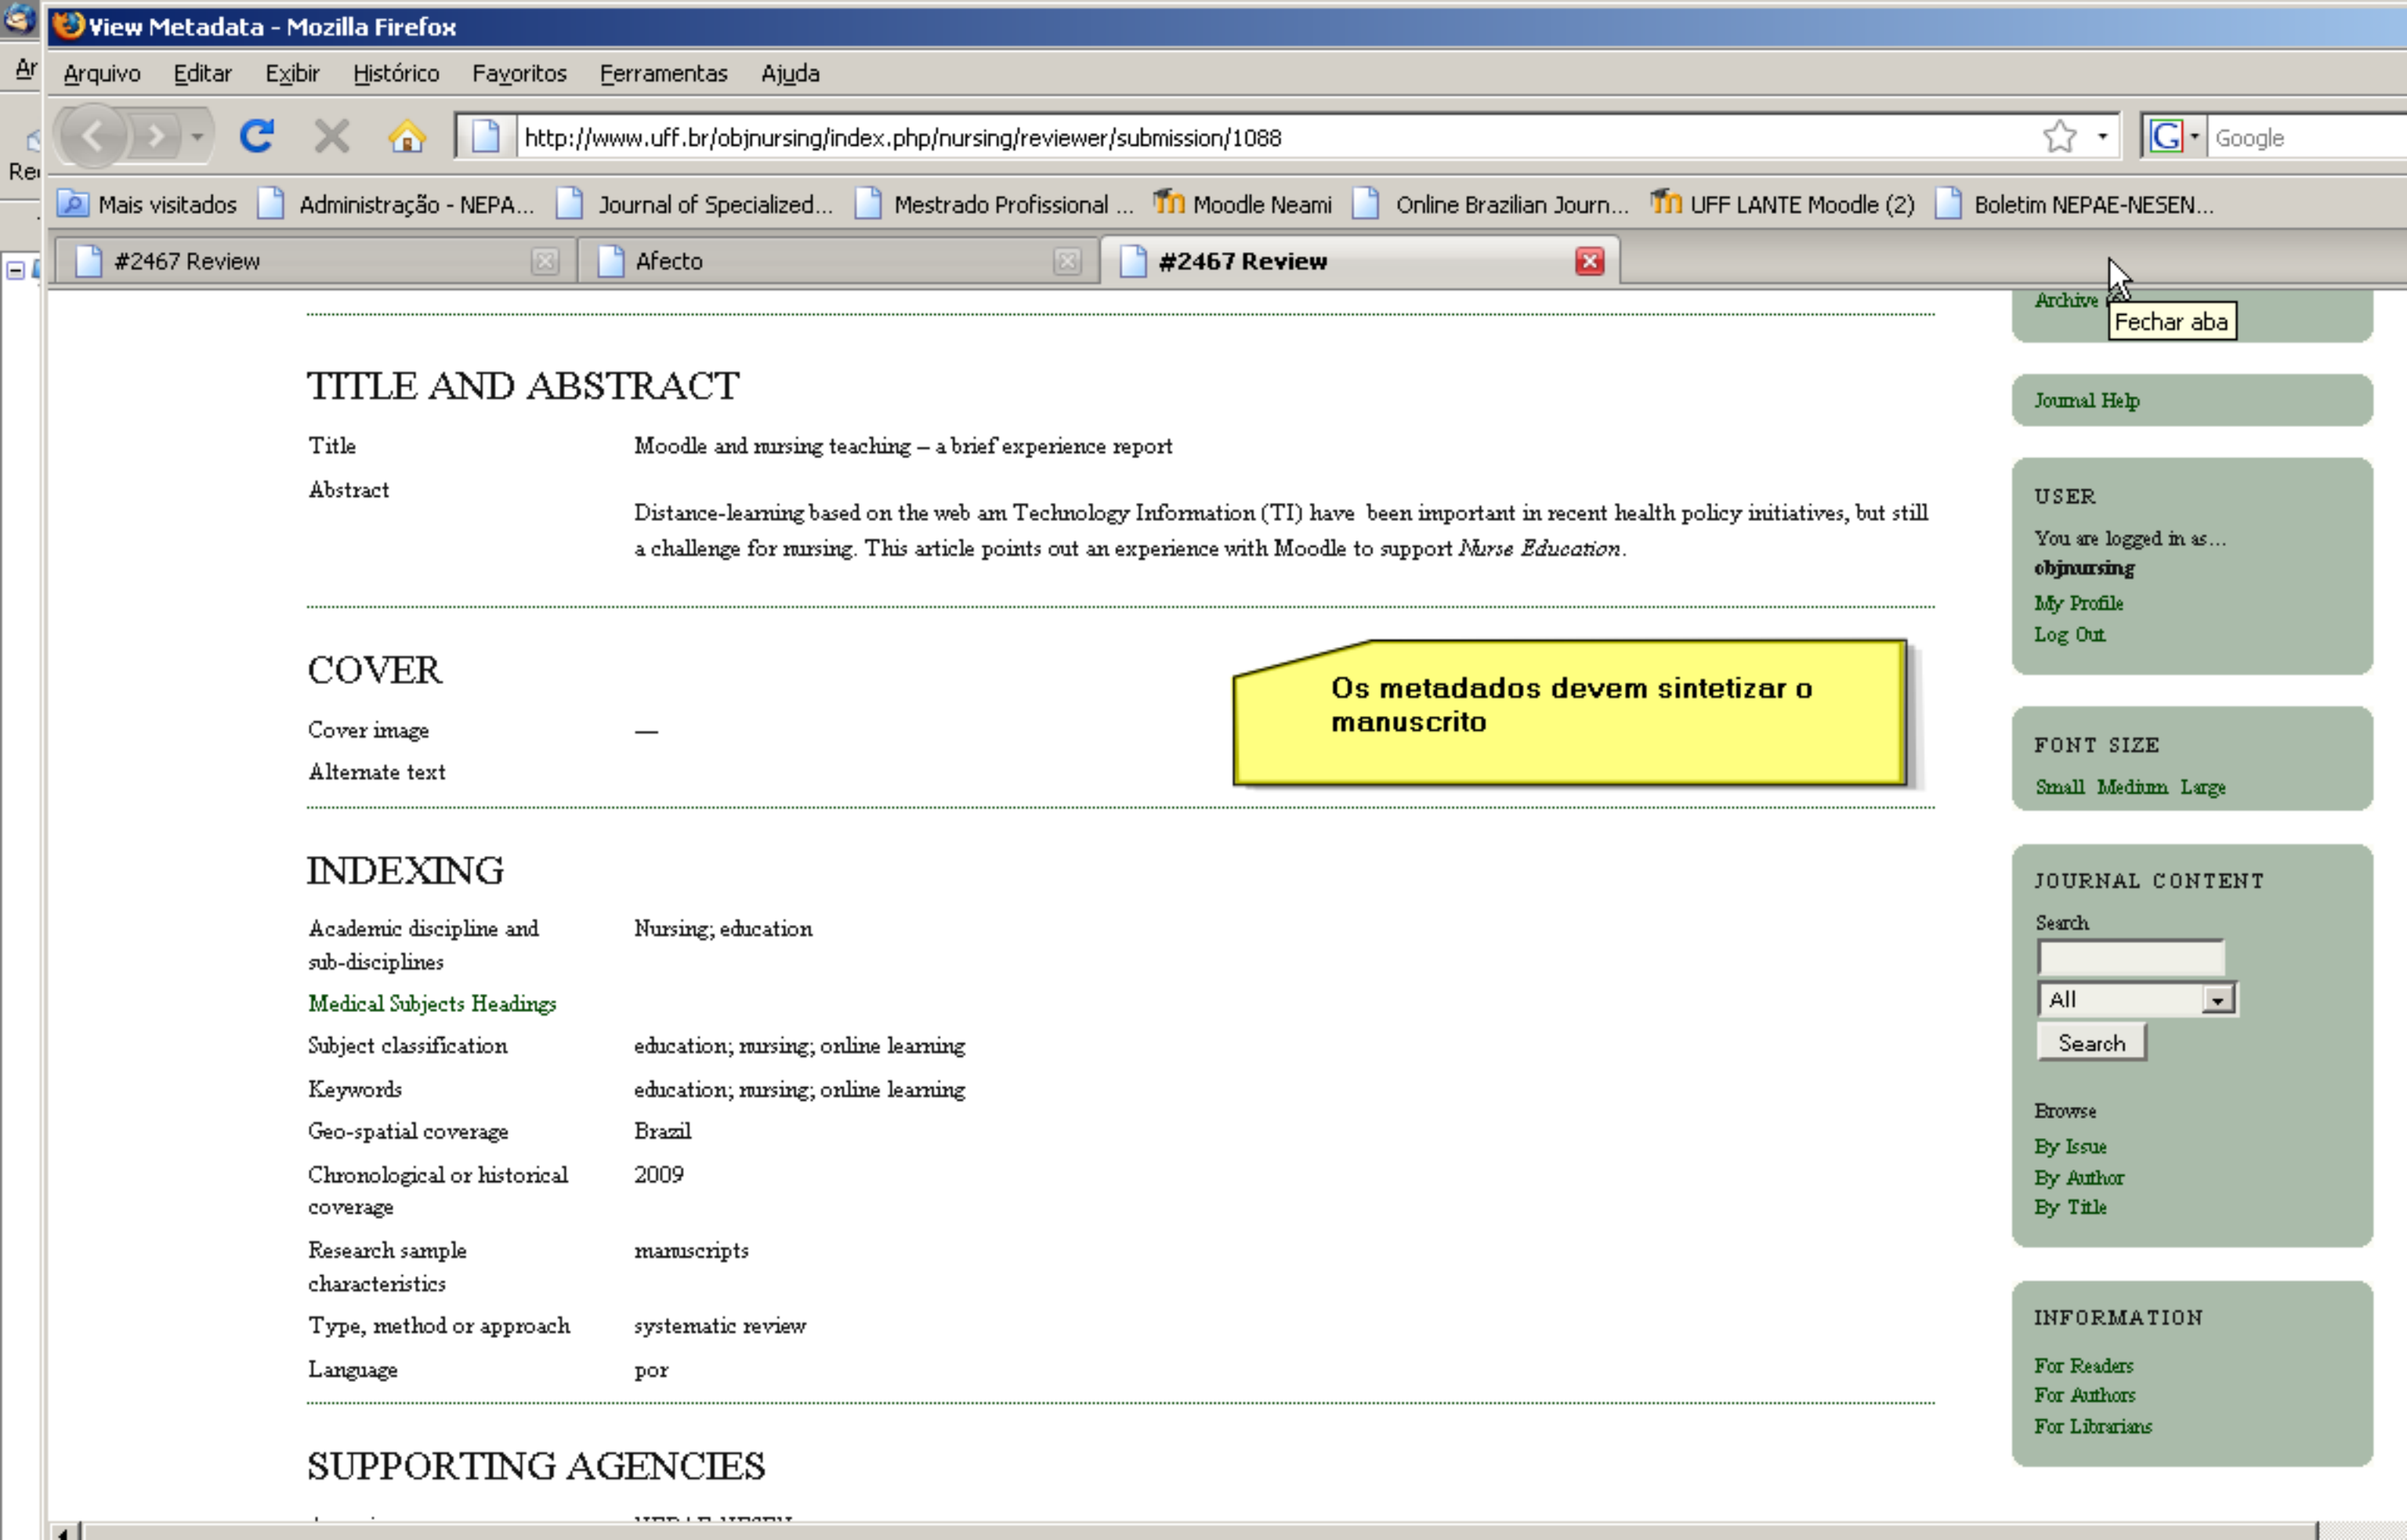 View Metadata - Mozilla Firefox
Ar
Arquivo Editar Exibir Histórico Favoritos Ferramentas Ajuda
http://www.uff.br/objnursing/index.php/nursing/reviewer/submission/1088
Google
Mais visitados Administração - NEPA... Journal of Specialized... Mestrado Profissional ... Moodle Neami Online Brazilian Journ... UFF LANTE Moodle (2) Boletim NEPAE-NESEN...
#2467 Review Afecto #2467 Review
Archive
Fechar aba
TITLE AND ABSTRACT
Title Moodle and nursing teaching – a brief experience report
Abstract
Distance-learning based on the web am Technology Information (TI) have been important in recent health policy initiatives, but still
a challenge for nursing. This article points out an experience with Moodle to support Nurse Education.
COVER
Cover image —
Alternate text
Os metadados devem sintetizar o
manuscrito
INDEXING
Academic discipline and Nursing; education
sub-disciplines
Medical Subjects Headings
Subject classification education; nursing; online learning
Keywords education; nursing; online learning
Geo-spatial coverage Brazil
Chronological or historical 2009
coverage
Research sample manuscripts
characteristics
Type, method or approach systematic review
Language por
SUPPORTING AGENCIES
Journal Help
USER
You are logged in as...
objnursing
My Profile
Log Out
FONT SIZE
Small Medium Large
JOURNAL CONTENT
Search
All
Search
Browse
By Issue
By Author
By Title
INFORMATION
For Readers
For Authors
For Librarians